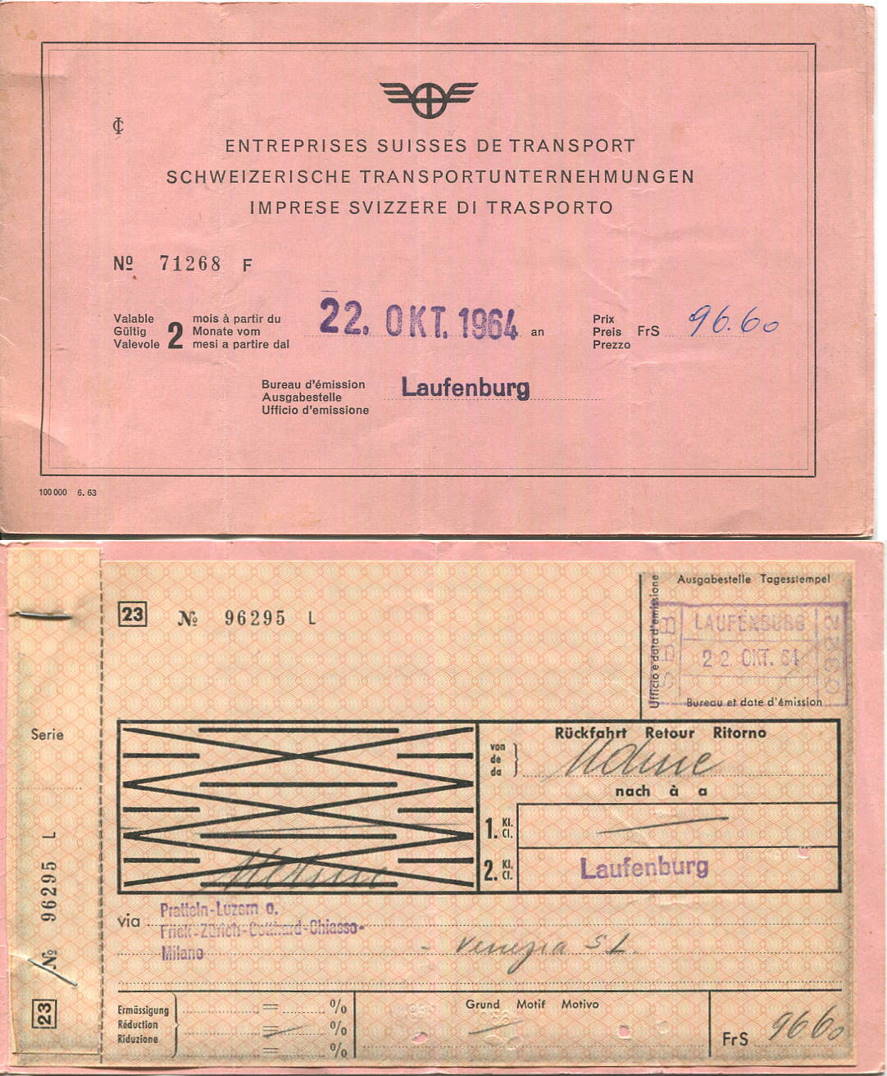 ₵
ENTREPRISES SUISSES DE TRANSPORT
SCHWEIZERISCHE TRANSPORTUNTERNEHMUNGEN
IMPRESE SVIZZERE DI TRASPORTO
Nº 71268 F
Valable
Gültig
Valevole
2
mois à partir du
Monate vom
mesi a partire dal
22. OKT. 1964 an
Prix
Preis
Prezzo
FrS 96.60
Bureau d'émission
Ausgabestelle
Ufficio d'emissione
Laufenburg
100 000 6. 63
23 Nº 96295 L
Ausgabestelle Tagesstempel
Ufficio e data d'emissione
SBB
LAUFENBURG
22. OKT. 64
0322
Bureau et date d'émission
Serie
Nº 96295 L
23
Rückfahrt Retour Ritorno
von
de
da
Udine
nach à a
1. Kl. Cl.
2. Kl. Cl.
Laufenburg
Udine
via
Pratteln-Luzern o.
Frick-Zürich-Gotthard-Chiasso-
Milano
- Venezia S L.
Ermässigung
Réduction
Riduzione
= %
= %
= %
Grund Motif Motivo
FrS 96.60